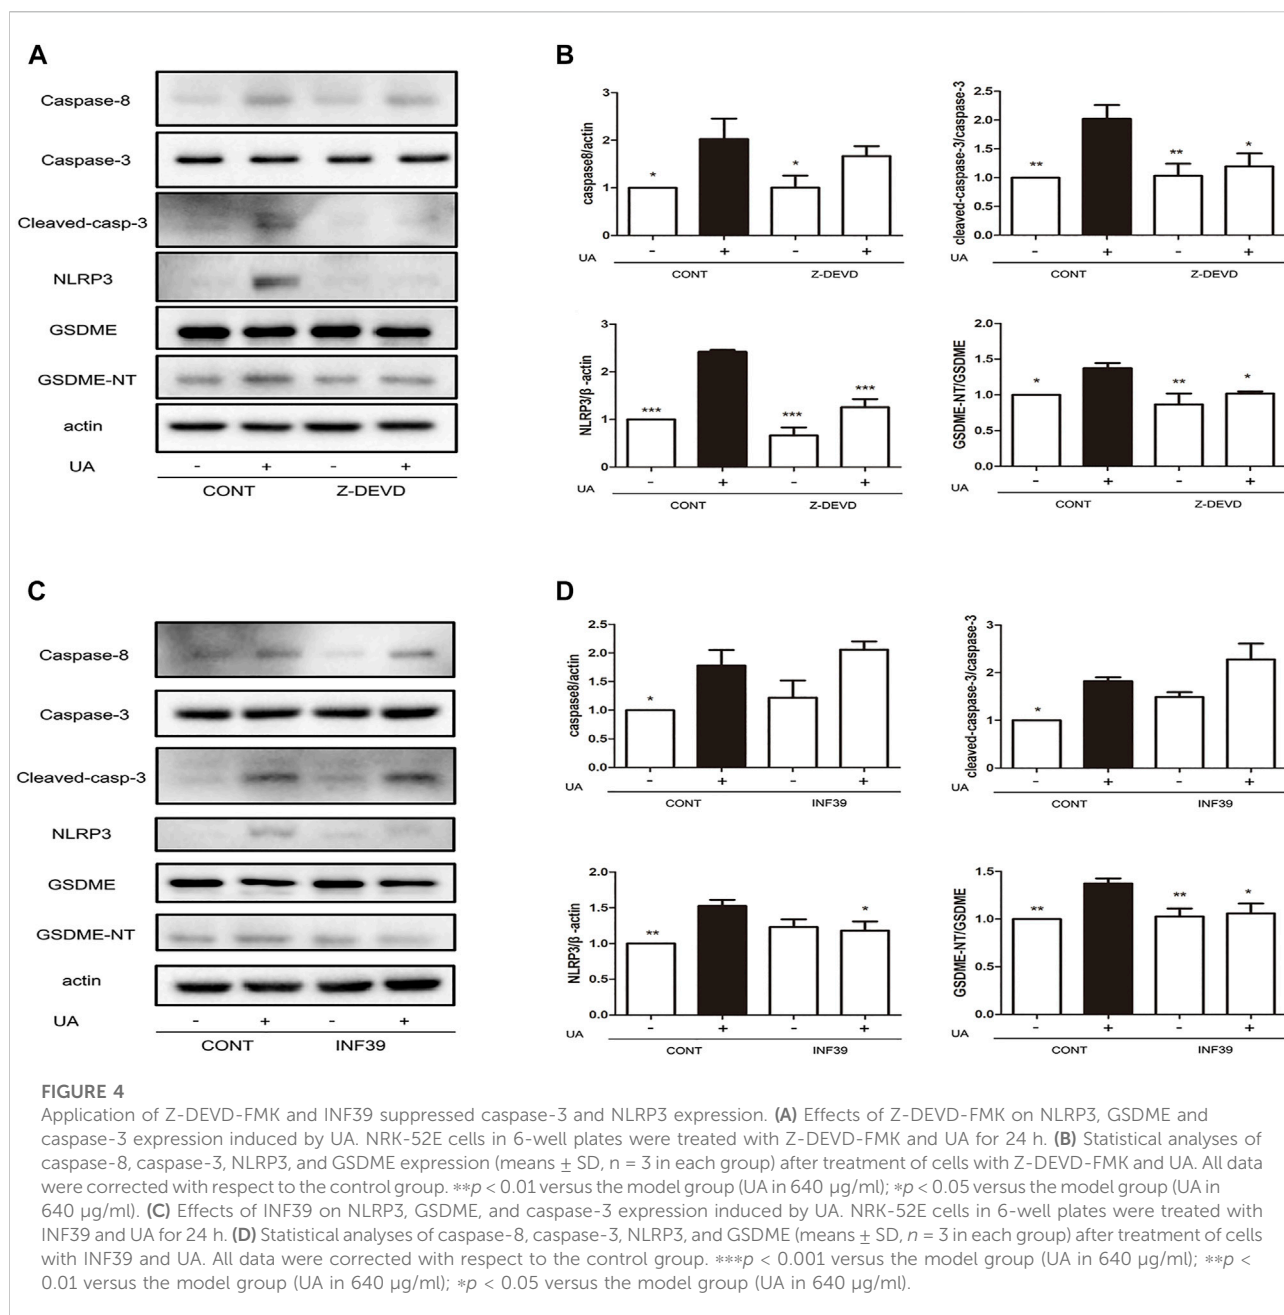 A
Caspase-8
Caspase-3
Cleaved-casp-3
NLRP3
GSDME
GSDME-NT
actin
UA - + - +
CONT Z-DEVD
B
caspase8/actin
3
2
1
0
* *
UA - + - +
CONT Z-DEVD
cleaved-caspase-3/caspase-3
2.5
2.0
1.5
1.0
0.5
0.0
** ** *
UA - + - +
CONT Z-DEVD
NLRP3/β -actin
3
2
1
0
*** *** ***
UA - + - +
CONT Z-DEVD
GSDME-NT/GSDME
2.0
1.5
1.0
0.5
0.0
* ** *
UA - + - +
CONT Z-DEVD
C
Caspase-8
Caspase-3
Cleaved-casp-3
NLRP3
GSDME
GSDME-NT
actin
UA - + - +
CONT INF39
D
caspase8/actin
2.5
2.0
1.5
1.0
0.5
0.0
*
UA - + - +
CONT INF39
cleaved-caspase-3/caspase-3
3
2
1
0
*
UA - + - +
CONT INF39
NLRP3/β -actin
2.0
1.5
1.0
0.5
0.0
** *
UA - + - +
CONT INF39
GSDME-NT/GSDME
1.5
1.0
0.5
0.0
** ** *
UA - + - +
CONT INF39
FIGURE 4
Application of Z-DEVD-FMK and INF39 suppressed caspase-3 and NLRP3 expression. (A) Effects of Z-DEVD-FMK on NLRP3, GSDME and
caspase-3 expression induced by UA. NRK-52E cells in 6-well plates were treated with Z-DEVD-FMK and UA for 24 h. (B) Statistical analyses of
caspase-8, caspase-3, NLRP3, and GSDME expression (means ± SD, n = 3 in each group) after treatment of cells with Z-DEVD-FMK and UA. All data
were corrected with respect to the control group. **p < 0.01 versus the model group (UA in 640 µg/ml); *p < 0.05 versus the model group (UA in
640 µg/ml). (C) Effects of INF39 on NLRP3, GSDME, and caspase-3 expression induced by UA. NRK-52E cells in 6-well plates were treated with
INF39 and UA for 24 h. (D) Statistical analyses of caspase-8, caspase-3, NLRP3, and GSDME (means ± SD, n = 3 in each group) after treatment of cells
with INF39 and UA. All data were corrected with respect to the control group. ***p < 0.001 versus the model group (UA in 640 µg/ml); **p <
0.01 versus the model group (UA in 640 µg/ml); *p < 0.05 versus the model group (UA in 640 µg/ml).